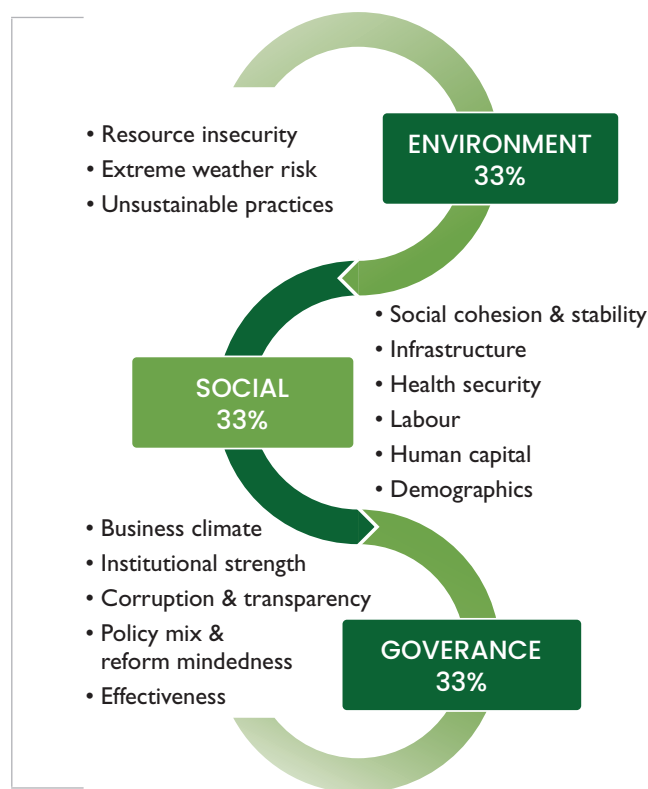 • Resource insecurity
• Extreme weather risk
• Unsustainable practices
ENVIRONMENT
33%
• Social cohesion & stability
• Infrastructure
• Health security
• Labour
• Human capital
• Demographics
SOCIAL
33%
• Business climate
• Institutional strength
• Corruption & transparency
• Policy mix &
reform mindedness
• Effectiveness
GOVERANCE
33%